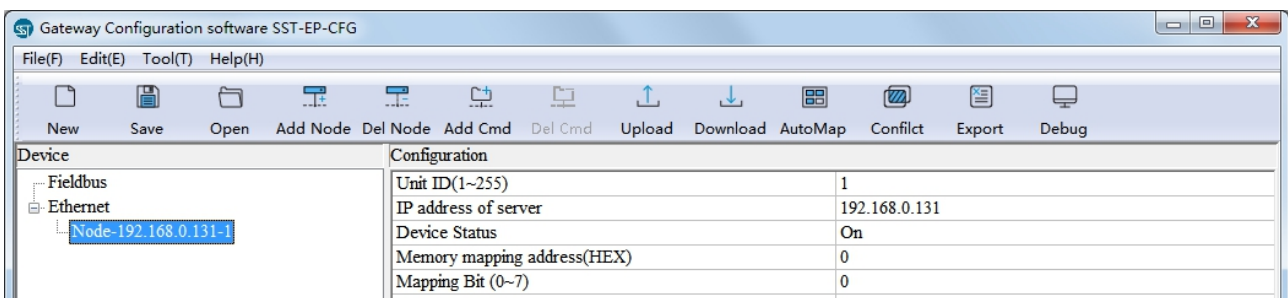 SST Gateway Configuration software SST-EP-CFG
File(F) Edit(E) Tool(T) Help(H)
New Save Open Add Node Del Node Add Cmd Del Cmd Upload Download AutoMap Confilct Export Debug
Device Configuration
Fieldbus
Ethernet
Node-192.168.0.131-1
Unit ID(1~255) 1
IP address of server 192.168.0.131
Device Status On
Memory mapping address(HEX) 0
Mapping Bit (0~7) 0